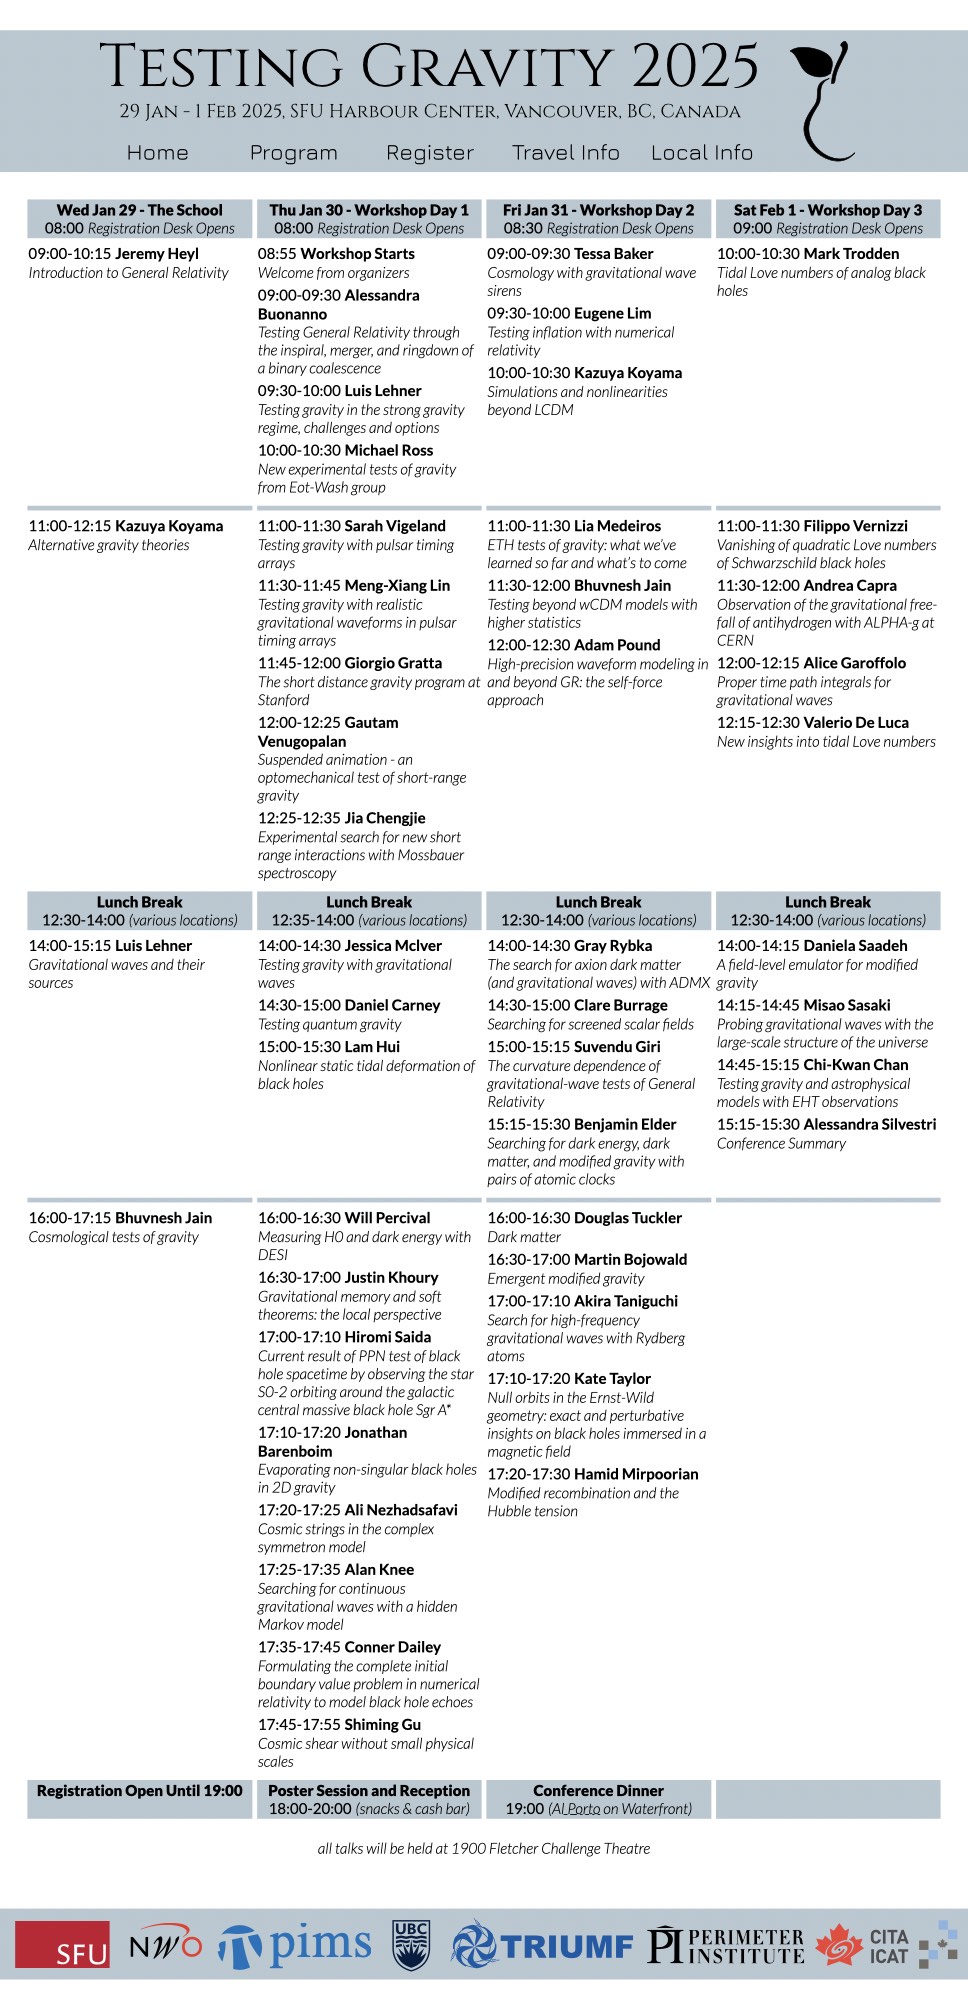 TESTING GRAVITY 2025
29 JAN - 1 FEB 2025, SFU HARBOUR CENTER, VANCOUVER, BC, CANADA
Home Program Register Travel Info Local Info
Wed Jan 29 - The School
08:00 Registration Desk Opens
09:00-10:15 Jeremy Heyl
Introduction to General Relativity
11:00-12:15 Kazuya Koyama
Alternative gravity theories
Lunch Break
12:30-14:00 (various locations)
14:00-15:15 Luis Lehner
Gravitational waves and their
sources
16:00-17:15 Bhuvnesh Jain
Cosmological tests of gravity
Registration Open Until 19:00
Thu Jan 30 - Workshop Day 1
08:00 Registration Desk Opens
08:55 Workshop Starts
Welcome from organizers
09:00-09:30 Alessandra
Buonanno
Testing General Relativity through
the inspiral, merger, and ringdown of
a binary coalescence
09:30-10:00 Luis Lehner
Testing gravity in the strong gravity
regime, challenges and options
10:00-10:30 Michael Ross
New experimental tests of gravity
from Eot-Wash group
11:00-11:30 Sarah Vigeland
Testing gravity with pulsar timing
arrays
11:30-11:45 Meng-Xiang Lin
Testing gravity with realistic
gravitational waveforms in pulsar
timing arrays
11:45-12:00 Giorgio Gratta
The short distance gravity program at
Stanford
12:00-12:25 Gautam
Venugopalan
Suspended animation - an
optomechanical test of short-range
gravity
12:25-12:35 Jia Chengjie
Experimental search for new short
range interactions with Mossbauer
spectroscopy
Lunch Break
12:35-14:00 (various locations)
14:00-14:30 Jessica McIver
Testing gravity with gravitational
waves
14:30-15:00 Daniel Carney
Testing quantum gravity
15:00-15:30 Lam Hui
Nonlinear static tidal deformation of
black holes
16:00-16:30 Will Percival
Measuring H0 and dark energy with
DESI
16:30-17:00 Justin Khoury
Gravitational memory and soft
theorems: the local perspective
17:00-17:10 Hiromi Saida
Current result of PPN test of black
hole spacetime by observing the star
S0-2 orbiting around the galactic
central massive black hole Sgr A*
17:10-17:20 Jonathan
Barenboim
Evaporating non-singular black holes
in 2D gravity
17:20-17:25 Ali Nezhadsafavi
Cosmic strings in the complex
symmetron model
17:25-17:35 Alan Knee
Searching for continuous
gravitational waves with a hidden
Markov model
17:35-17:45 Conner Dailey
Formulating the complete initial
boundary value problem in numerical
relativity to model black hole echoes
17:45-17:55 Shiming Gu
Cosmic shear without small physical
scales
Poster Session and Reception
18:00-20:00 (snacks & cash bar)
Fri Jan 31 - Workshop Day 2
08:30 Registration Desk Opens
09:00-09:30 Tessa Baker
Cosmology with gravitational wave
sirens
09:30-10:00 Eugene Lim
Testing inflation with numerical
relativity
10:00-10:30 Kazuya Koyama
Simulations and nonlinearities
beyond LCDM
11:00-11:30 Lia Medeiros
ETH tests of gravity: what we've
learned so far and what's to come
11:30-12:00 Bhuvnesh Jain
Testing beyond wCDM models with
higher statistics
12:00-12:30 Adam Pound
High-precision waveform modeling in
and beyond GR: the self-force
approach
Lunch Break
12:30-14:00 (various locations)
14:00-14:30 Gray Rybka
The search for axion dark matter
(and gravitational waves) with ADMX
14:30-15:00 Clare Burrage
Searching for screened scalar fields
15:00-15:15 Suvendu Giri
The curvature dependence of
gravitational-wave tests of General
Relativity
15:15-15:30 Benjamin Elder
Searching for dark energy, dark
matter, and modified gravity with
pairs of atomic clocks
16:00-16:30 Douglas Tuckler
Dark matter
16:30-17:00 Martin Bojowald
Emergent modified gravity
17:00-17:10 Akira Taniguchi
Search for high-frequency
gravitational waves with Rydberg
atoms
17:10-17:20 Kate Taylor
Null orbits in the Ernst-Wild
geometry: exact and perturbative
insights on black holes immersed in a
magnetic field
17:20-17:30 Hamid Mirpoorian
Modified recombination and the
Hubble tension
Conference Dinner
19:00 (Al Porto on Waterfront)
Sat Feb 1 - Workshop Day 3
09:00 Registration Desk Opens
10:00-10:30 Mark Trodden
Tidal Love numbers of analog black
holes
11:00-11:30 Filippo Vernizzi
Vanishing of quadratic Love numbers
of Schwarzschild black holes
11:30-12:00 Andrea Capra
Observation of the gravitational free-
fall of antihydrogen with ALPHA-g at
CERN
12:00-12:15 Alice Garoffolo
Proper time path integrals for
gravitational waves
12:15-12:30 Valerio De Luca
New insights into tidal Love numbers
Lunch Break
12:30-14:00 (various locations)
14:00-14:15 Daniela Saadeh
A field-level emulator for modified
gravity
14:15-14:45 Misao Sasaki
Probing gravitational waves with the
large-scale structure of the universe
14:45-15:15 Chi-Kwan Chan
Testing gravity and astrophysical
models with EHT observations
15:15-15:30 Alessandra Silvestri
Conference Summary
all talks will be held at 1900 Fletcher Challenge Theatre
SFU
NWO
pims
UBC
TRIUMF
PI PERIMETER
INSTITUTE
CITA
ICAT